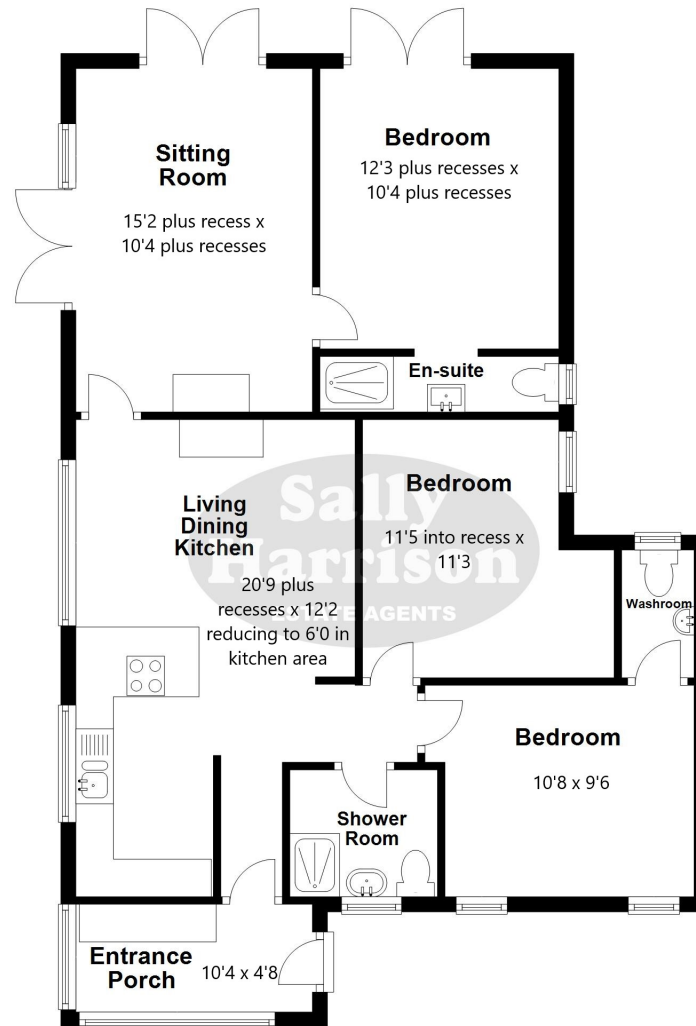 Sitting
Room
15'2 plus recess x
10'4 plus recesses
Bedroom
12'3 plus recesses x
10'4 plus recesses
En-suite
Living
Dining
Kitchen
20'9 plus
recesses x 12'2
reducing to 6'0 in
kitchen area
Bedroom
11'5 into recess x
11'3
Sally
Harrison
ESTATE AGENTS
Washroom
Bedroom
10'8 x 9'6
Shower
Room
Entrance
Porch
10'4 x 4'8